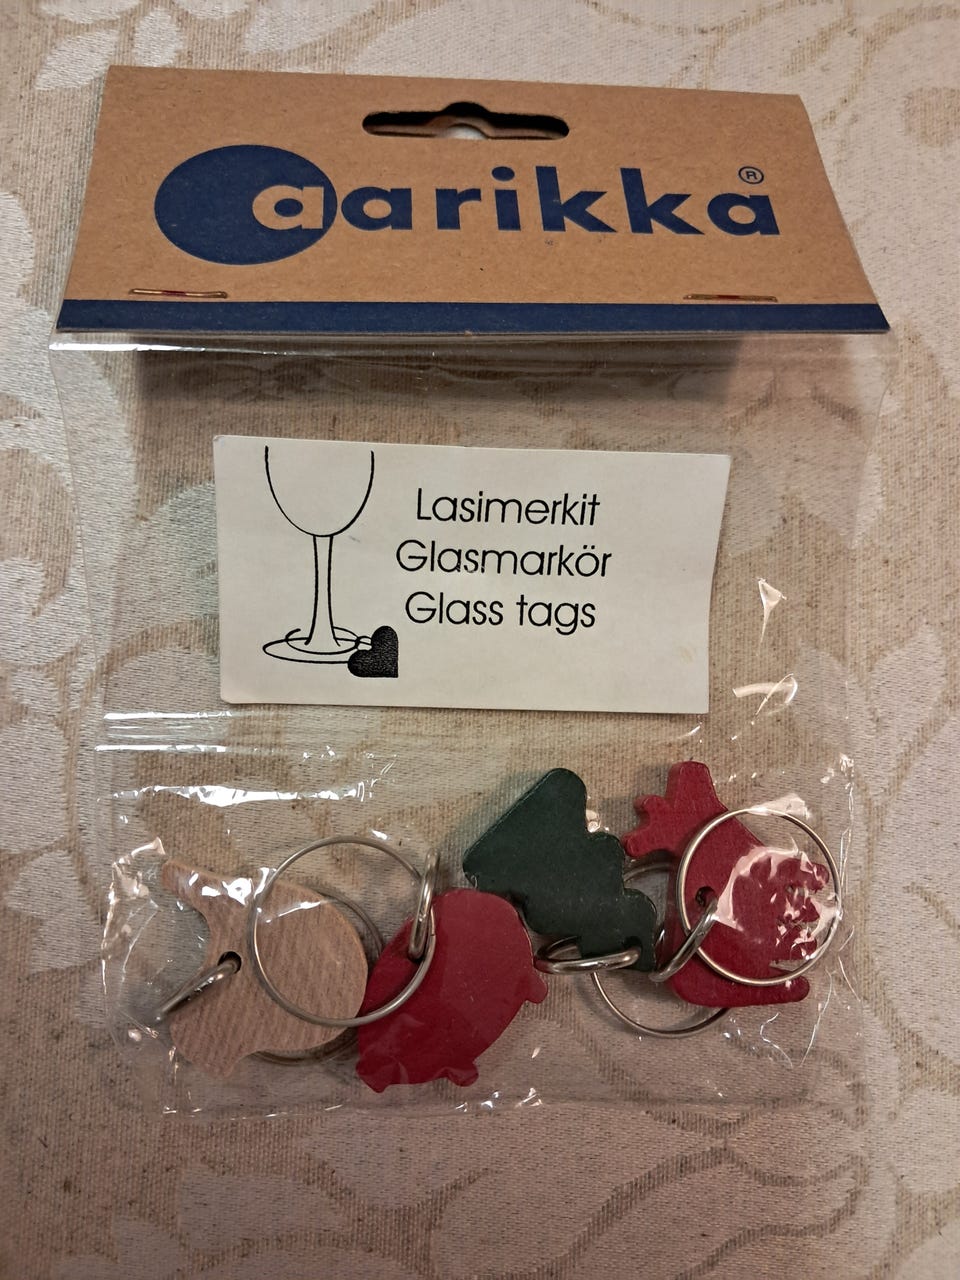 aarikka®
Lasimerkit
Glasmarkör
Glass tags